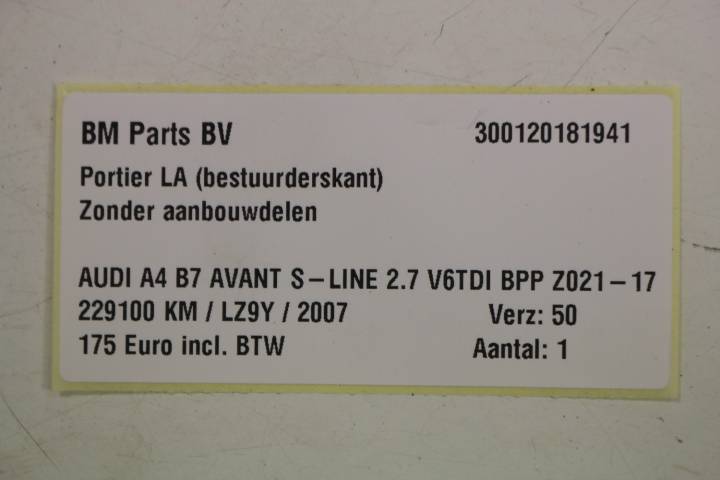 BM Parts BV 300120181941
Portier LA (bestuurderskant)
Zonder aanbouwdelen
AUDI A4 B7 AVANT S-LINE 2.7 V6TDI BPP Z021-17
229100 KM / LZ9Y / 2007 Verz: 50
175 Euro incl. BTW Aantal: 1